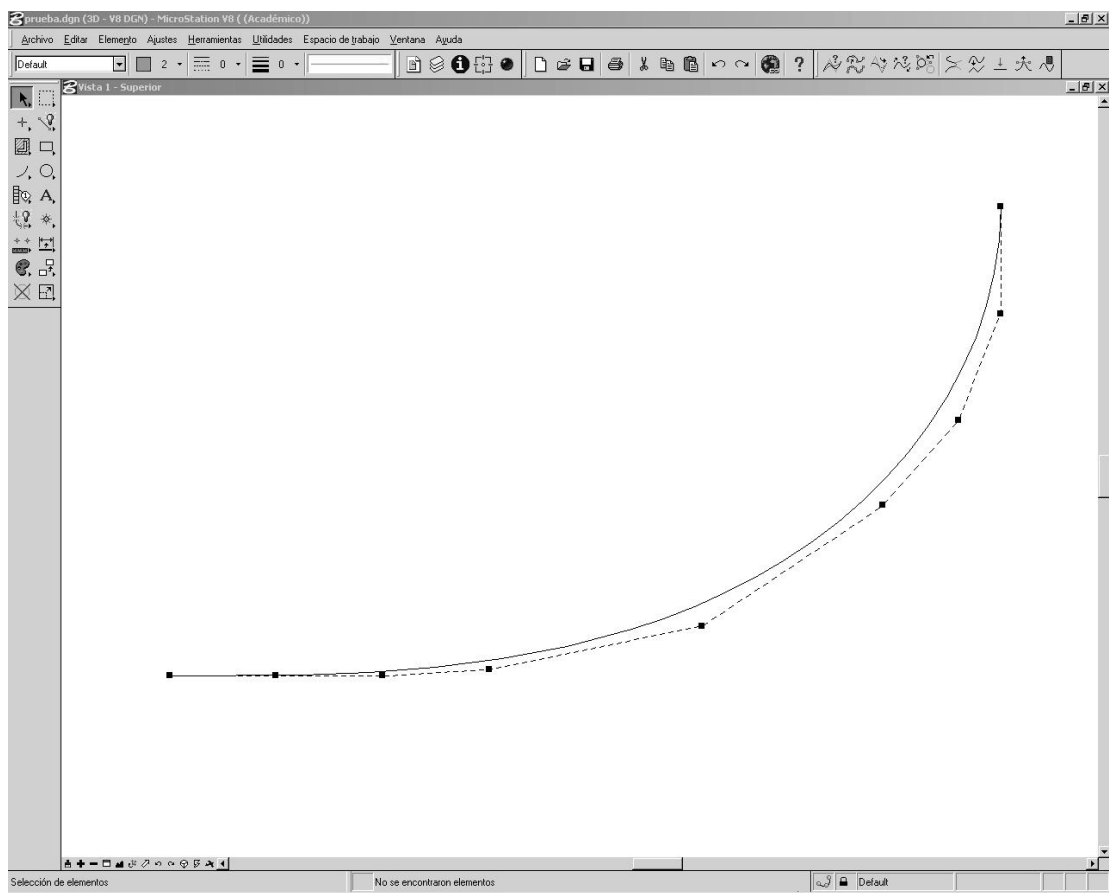 prueba.dgn (3D - V8 DGN) - MicroStation V8 ( (Académico))
Archivo Editar Elemento Ajustes Herramientas Utilidades Espacio de trabajo Ventana Ayuda
Default 2 0 0
Vista 1 - Superior
Selección de elementos No se encontraron elementos Default